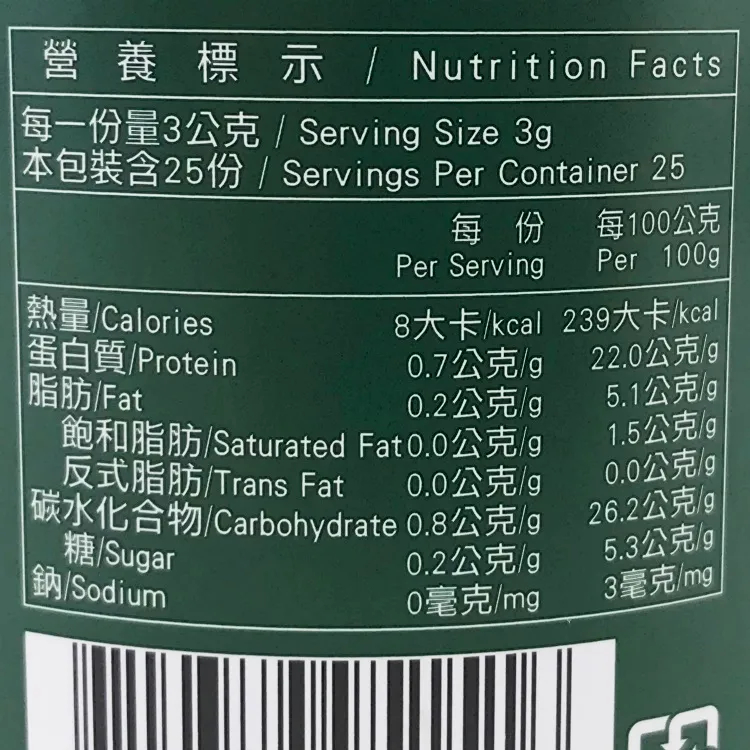 營養標示 / Nutrition Facts
每一份量3公克 / Serving Size 3g
本包裝含25份 / Servings Per Container 25
每 份 每100公克
Per Serving Per 100g
熱量/Calories 8大卡/kcal 239大卡/kcal
蛋白質/Protein 0.7公克/g 22.0公克/g
脂肪/Fat 0.2公克/g 5.1公克/g
飽和脂肪/Saturated Fat 0.0公克/g 1.5公克/g
反式脂肪/Trans Fat 0.0公克/g 0.0公克/g
碳水化合物/Carbohydrate 0.8公克/g 26.2公克/g
糖/Sugar 0.2公克/g 5.3公克/g
鈉/Sodium 0毫克/mg 3毫克/mg